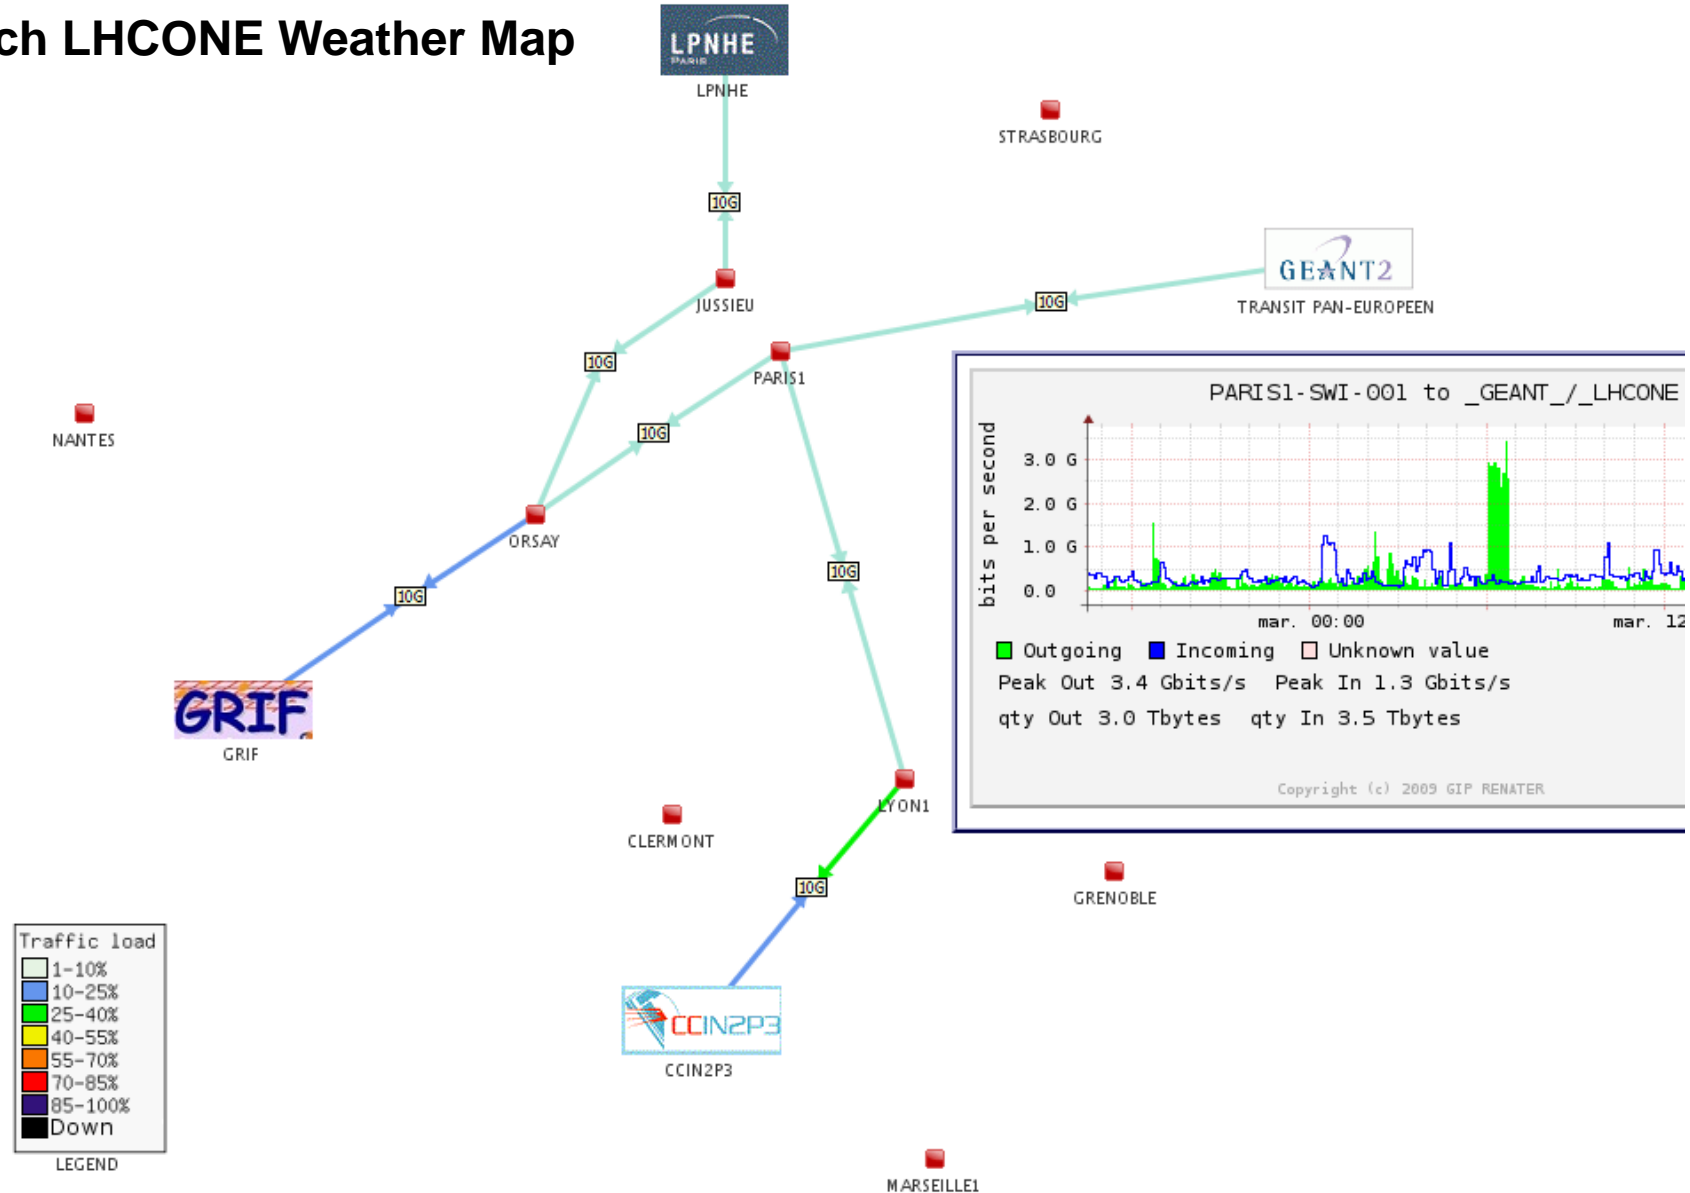 ch LHCONE Weather Map
LPNHE
PARIS
LPNHE
STRASBOURG
10G
GEANT2
TRANSIT PAN-EUROPEEN
JUSSIEU
10G
10G
PARIS1
NANTES
10G
ORSAY
10G
10G
GRIF
GRIF
PARIS1-SWI-001 to _GEANT_/_LHCONE
bits per second
3.0 G
2.0 G
1.0 G
0.0
mar. 00:00
mar. 12
Outgoing Incoming Unknown value
Peak Out 3.4 Gbits/s Peak In 1.3 Gbits/s
qty Out 3.0 Tbytes qty In 3.5 Tbytes
Copyright (c) 2009 GIP RENATER
LYON1
CLERMONT
10G
GRENOBLE
CCIN2P3
CCIN2P3
Traffic load
1-10%
10-25%
25-40%
40-55%
55-70%
70-85%
85-100%
Down
LEGEND
MARSEILLE1